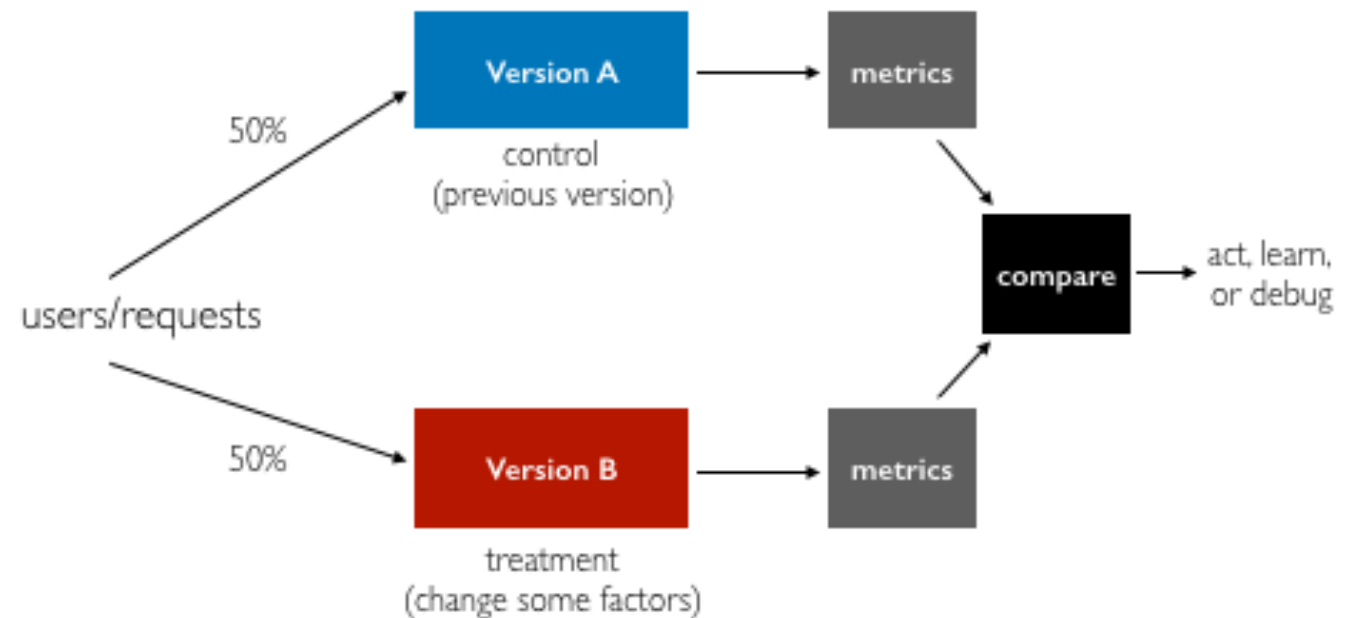 Version A
metrics
50%
control
(previous version)
compare
act, learn,
or debug
users/requests
50%
Version B
metrics
treatment
(change some factors)